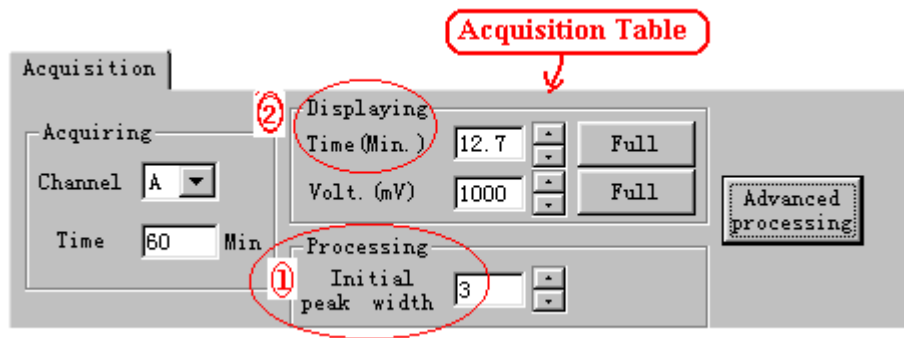 Acquisition Table
Acquisition
② Displaying
Acquiring
Time(Min.) 12.7 Full
Channel A
Volt.(mV) 1000 Full
Advanced
processing
Time 60 Min
Processing
① Initial
peak width 3